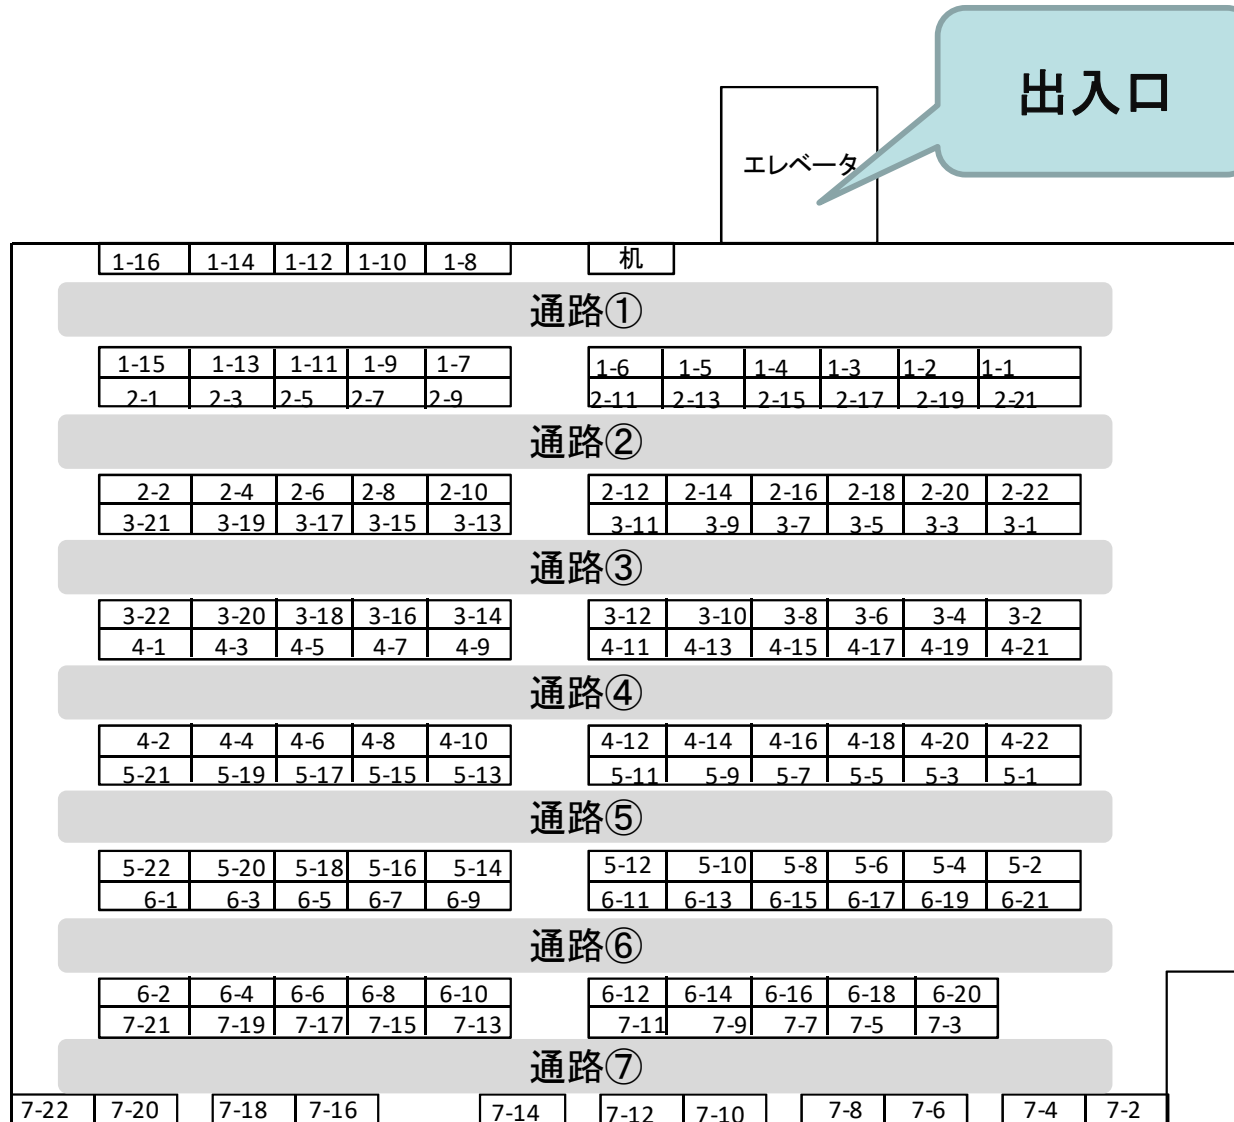 出入口
エレベータ
1-16 1-14 1-12 1-10 1-8 机
通路①
1-15 1-13 1-11 1-9 1-7 1-6 1-5 1-4 1-3 1-2 1-1
2-1 2-3 2-5 2-7 2-9 2-11 2-13 2-15 2-17 2-19 2-21
通路②
2-2 2-4 2-6 2-8 2-10 2-12 2-14 2-16 2-18 2-20 2-22
3-21 3-19 3-17 3-15 3-13 3-11 3-9 3-7 3-5 3-3 3-1
通路③
3-22 3-20 3-18 3-16 3-14 3-12 3-10 3-8 3-6 3-4 3-2
4-1 4-3 4-5 4-7 4-9 4-11 4-13 4-15 4-17 4-19 4-21
通路④
4-2 4-4 4-6 4-8 4-10 4-12 4-14 4-16 4-18 4-20 4-22
5-21 5-19 5-17 5-15 5-13 5-11 5-9 5-7 5-5 5-3 5-1
通路⑤
5-22 5-20 5-18 5-16 5-14 5-12 5-10 5-8 5-6 5-4 5-2
6-1 6-3 6-5 6-7 6-9 6-11 6-13 6-15 6-17 6-19 6-21
通路⑥
6-2 6-4 6-6 6-8 6-10 6-12 6-14 6-16 6-18 6-20
7-21 7-19 7-17 7-15 7-13 7-11 7-9 7-7 7-5 7-3
通路⑦
7-22 7-20 7-18 7-16 7-14 7-12 7-10 7-8 7-6 7-4 7-2